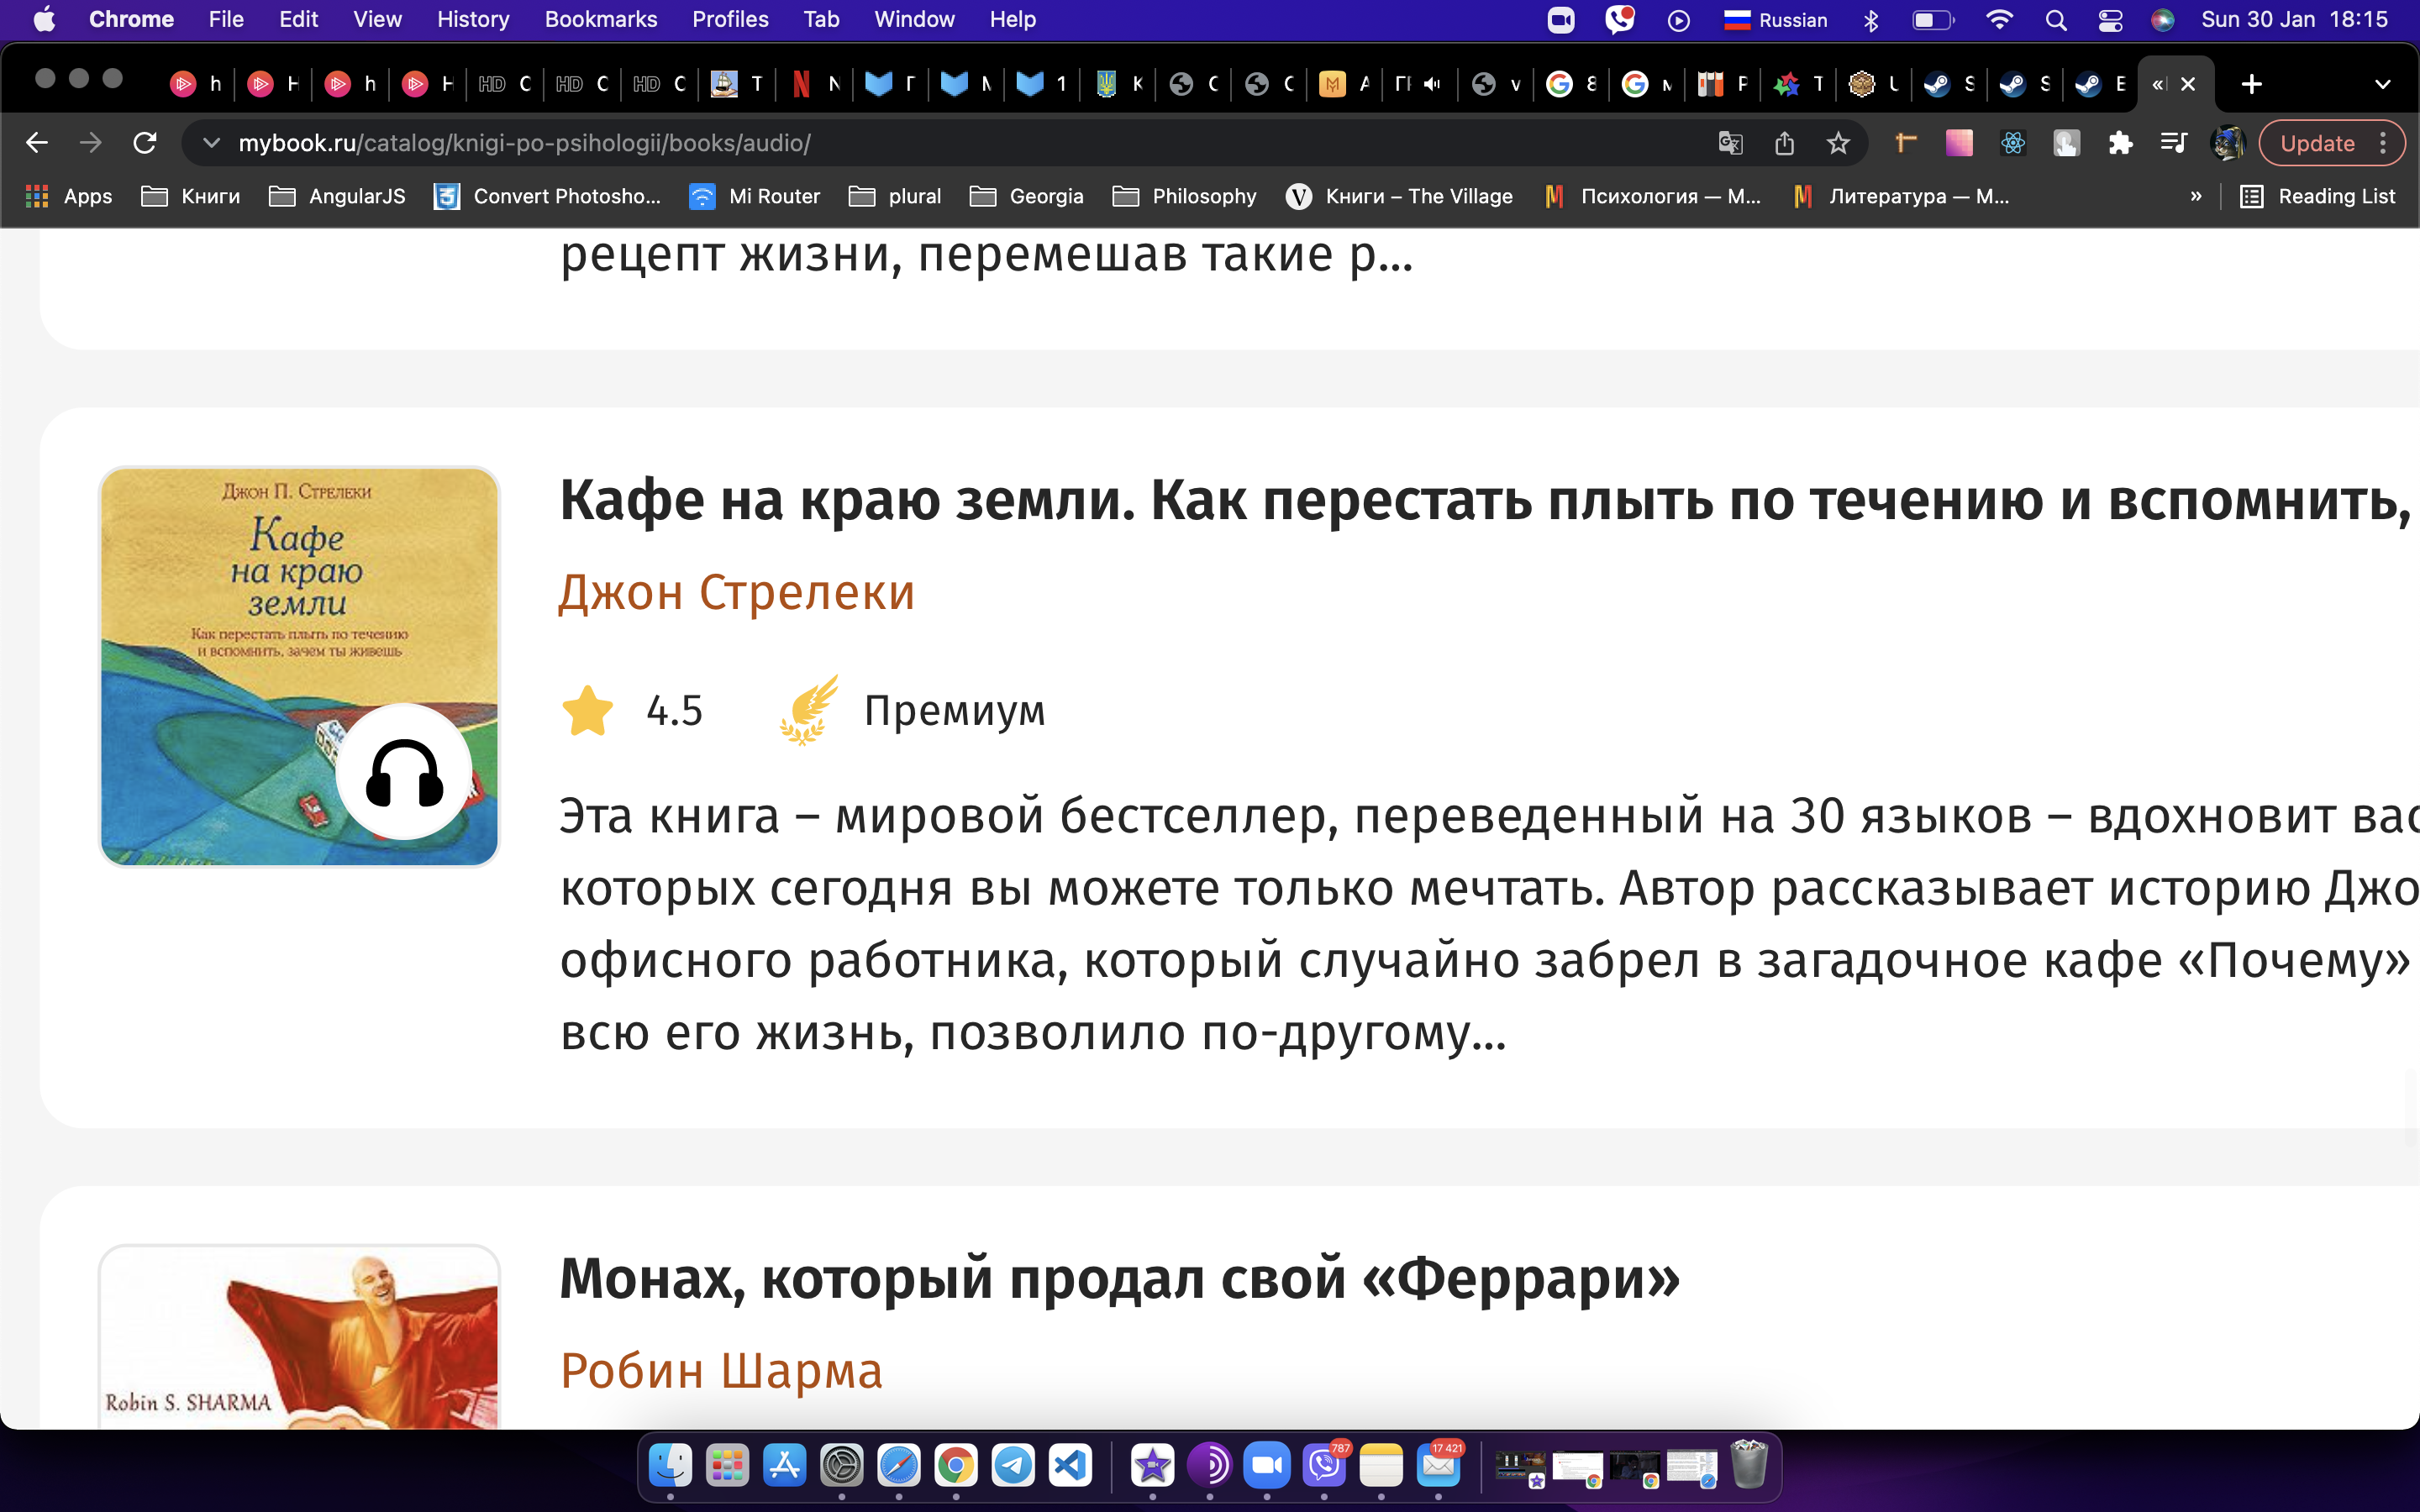 Chrome File Edit View History Bookmarks Profiles Tab Window Help Russian Sun 30 Jan 18:15
mybook.ru/catalog/knigi-po-psihologii/books/audio/ Update
Apps Книги AngularJS Convert Photosho... Mi Router plural Georgia Philosophy Книги – The Village Психология — М... Литература — М... » Reading List
рецепт жизни, перемешав такие р...
Джон П. Стрелеки
Кафе
на краю
земли
Как перестать плыть по течению
и вспомнить, зачем ты живешь
Кафе на краю земли. Как перестать плыть по течению и вспомнить,
Джон Стрелеки
4.5 Премиум
Эта книга – мировой бестселлер, переведенный на 30 языков – вдохновит вас
которых сегодня вы можете только мечтать. Автор рассказывает историю Джо
офисного работника, который случайно забрел в загадочное кафе «Почему»
всю его жизнь, позволило по-другому...
Robin S. SHARMA
Монах, который продал свой «Феррари»
Робин Шарма
787 17 421